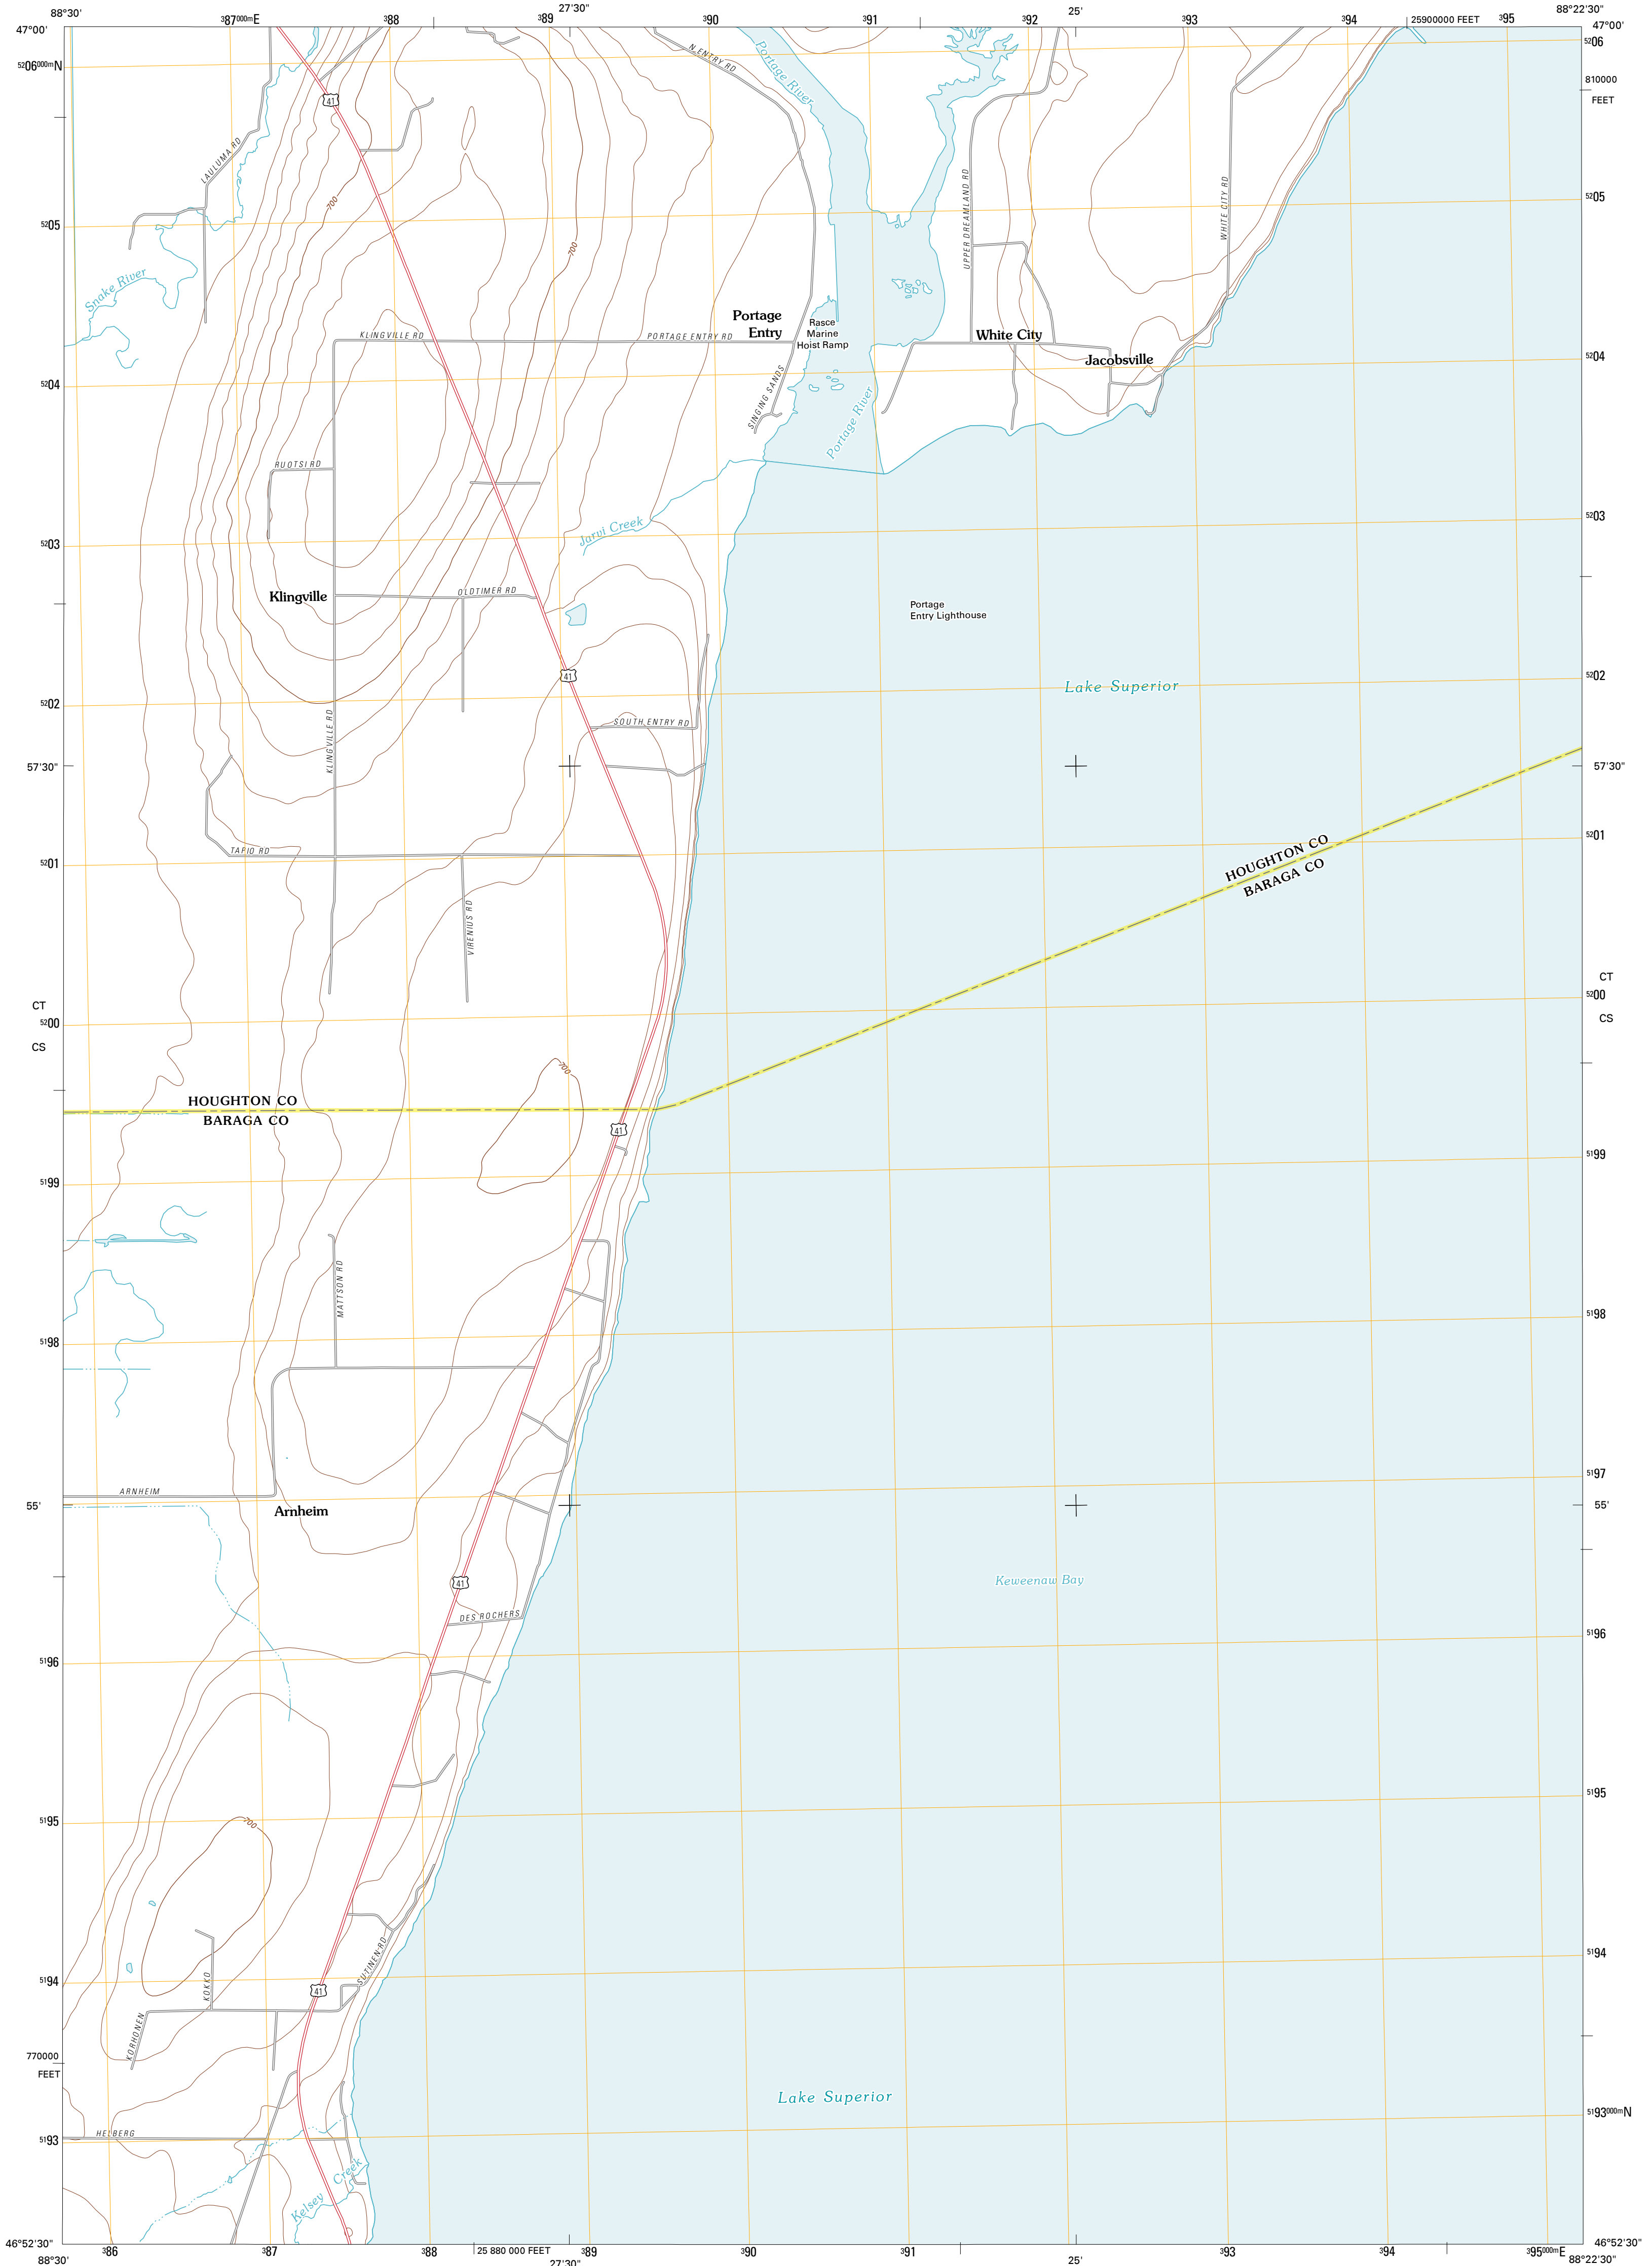 88°30'
³87⁰⁰⁰ᵐE
³88
³89
27'30"
³90
³91
³92
25'
³93
³94
25900000 FEET
³95
88°22'30"
47°00'
47°00'
⁵²06⁰⁰⁰ᵐN
⁵²06
810000
FEET
41
N ENTRY RD
Portage River
LAULUMA RD
700
700
UPPER DREAMLAND RD
WHITE CITY RD
⁵²05
⁵²05
Snake River
Portage
Entry
Rasce
Marine
Hoist Ramp
KLINGVILLE RD
PORTAGE ENTRY RD
White City
Jacobsville
⁵²04
⁵²04
SINGING SANDS
Portage River
RUOTSI RD
Jarvi Creek
⁵²03
⁵²03
Klingville
OLDTIMER RD
Portage
Entry Lighthouse
41
Lake Superior
⁵²02
⁵²02
KLINGVILLE RD
SOUTH ENTRY RD
57'30"
57'30"
TAPIO RD
⁵²01
⁵²01
HOUGHTON CO
BARAGA CO
VIRENIUS RD
CT
⁵²00
CS
CT
⁵²00
CS
700
HOUGHTON CO
BARAGA CO
41
⁵¹99
⁵¹99
MATTSON RD
⁵¹98
⁵¹98
ARNHEIM
⁵¹97
55'
55'
Arnheim
41
Keweenaw Bay
DES ROCHERS
⁵¹96
⁵¹96
⁵¹95
⁵¹95
700
SUTINEN RD
⁵¹94
⁵¹94
KOKKO
41
KORHONEN
770000
FEET
Lake Superior
⁵¹93⁰⁰⁰ᵐN
HELBERG
⁵¹93
Kelsey Creek
46°52'30"
46°52'30"
88°30'
³86
³87
³88
25 880 000 FEET
27'30"
³89
³90
³91
25'
³93
³94
³95⁰⁰⁰ᵐE
88°22'30"